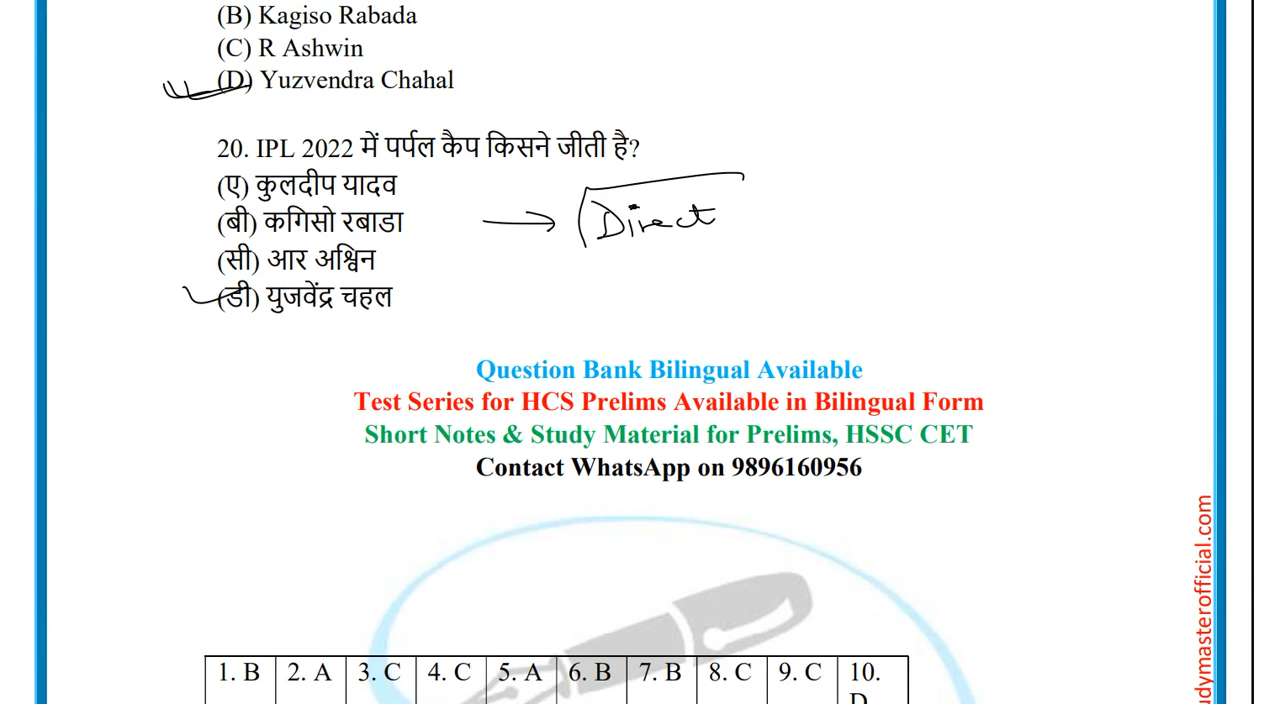 (B) Kagiso Rabada
(C) R Ashwin
(D) Yuzvendra Chahal
20. IPL 2022 में पर्पल कैप किसने जीती है?
(ए) कुलदीप यादव
(बी) कगिसो रबाडा
Direct
(सी) आर अश्विन
(डी) युजवेंद्र चहल
Question Bank Bilingual Available
Test Series for HCS Prelims Available in Bilingual Form
Short Notes & Study Material for Prelims, HSSC CET
Contact WhatsApp on 9896160956
udymasterofficial.com
1. B 2. A 3. C 4. C 5. A 6. B 7. B 8. C 9. C 10.
D